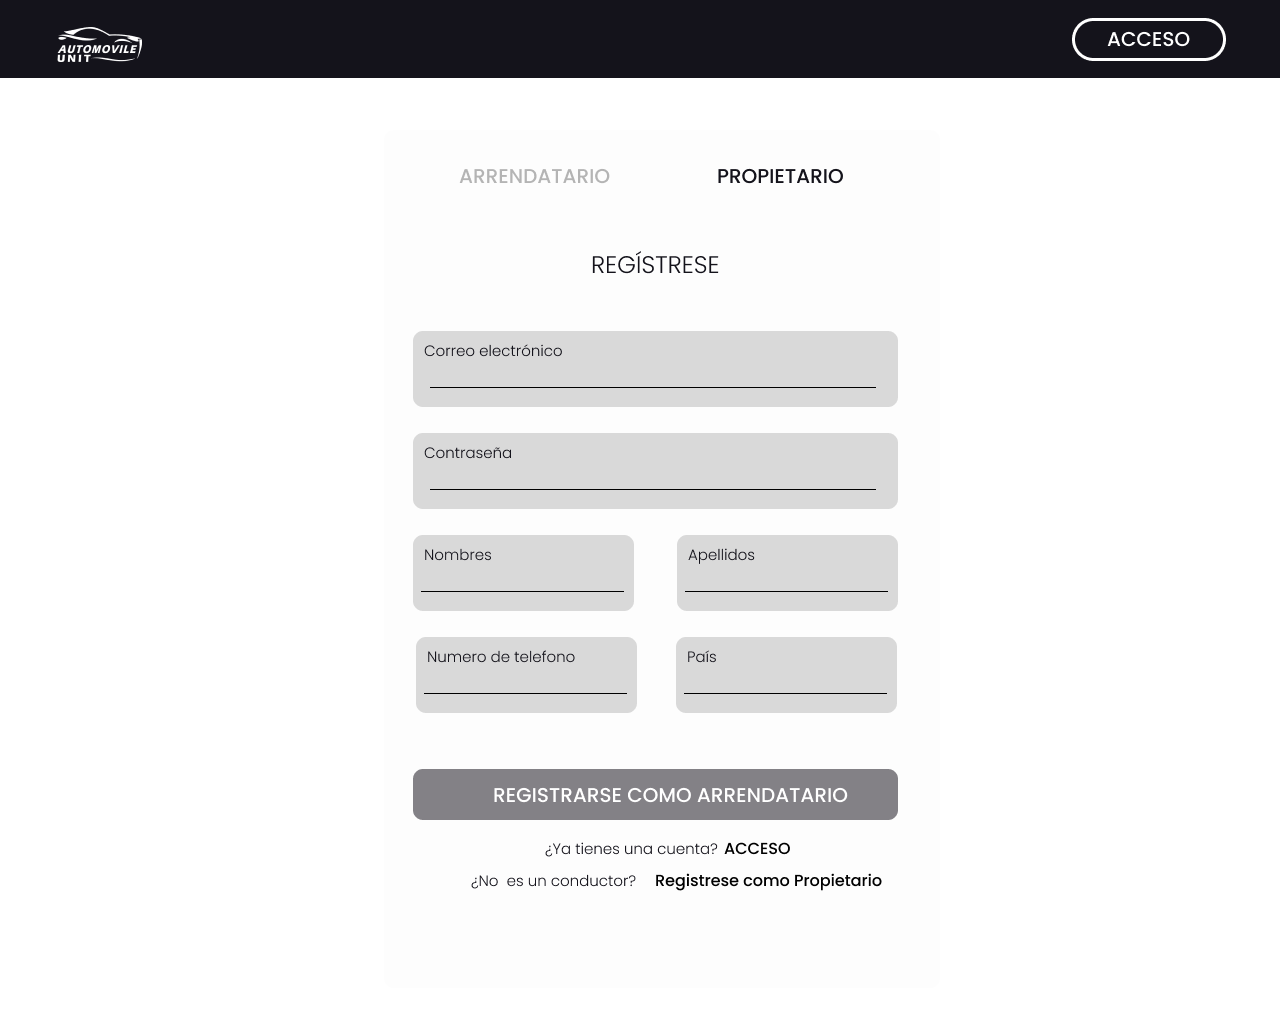 AUTOMOVILE
UNIT
ACCESO
ARRENDATARIO PROPIETARIO
REGÍSTRESE
Correo electrónico
Contraseña
Nombres Apellidos
Numero de telefono País
REGISTRARSE COMO ARRENDATARIO
¿Ya tienes una cuenta? ACCESO
¿No es un conductor? Registrese como Propietario